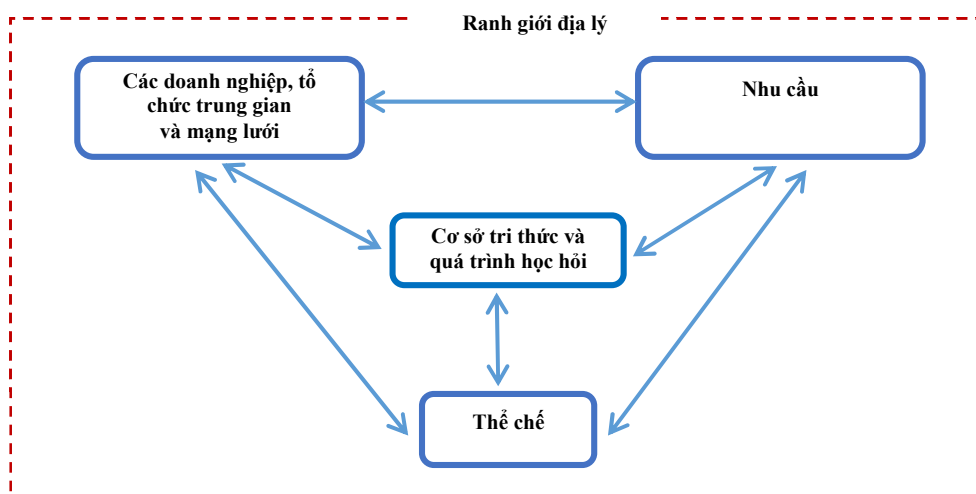 Ranh giới địa lý
Các doanh nghiệp, tổ
chức trung gian
và mạng lưới
Nhu cầu
Cơ sở tri thức và
quá trình học hỏi
Thể chế